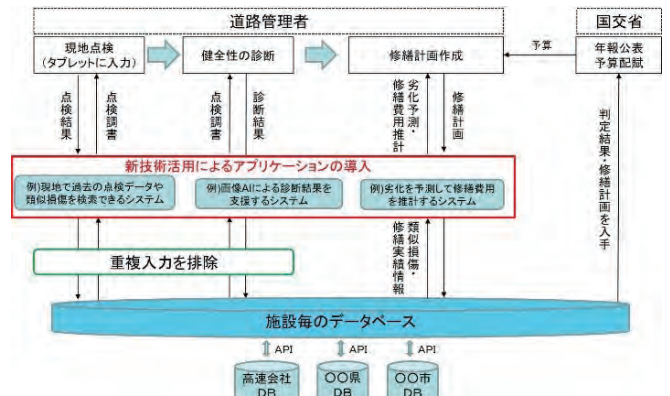 道路管理者
国交省
現地点検
(タブレットに入力)
健全性の診断
修繕計画作成
予算
年報公表
予算配賦
点検結果
点検調書
点検調書
診断結果
劣化予測・
修繕費用推計
修繕計画
判定結果・修繕計画を入手
新技術活用によるアプリケーションの導入
例)現地で過去の点検データや
類似損傷を検索できるシステム
例)画像AIによる診断結果を
支援するシステム
例)劣化を予測して修繕費用
を推計するシステム
重複入力を排除
類似損傷・
修繕実績情報
施設毎のデータベース
API
API
API
高速会社
DB
〇〇県
DB
〇〇市
DB